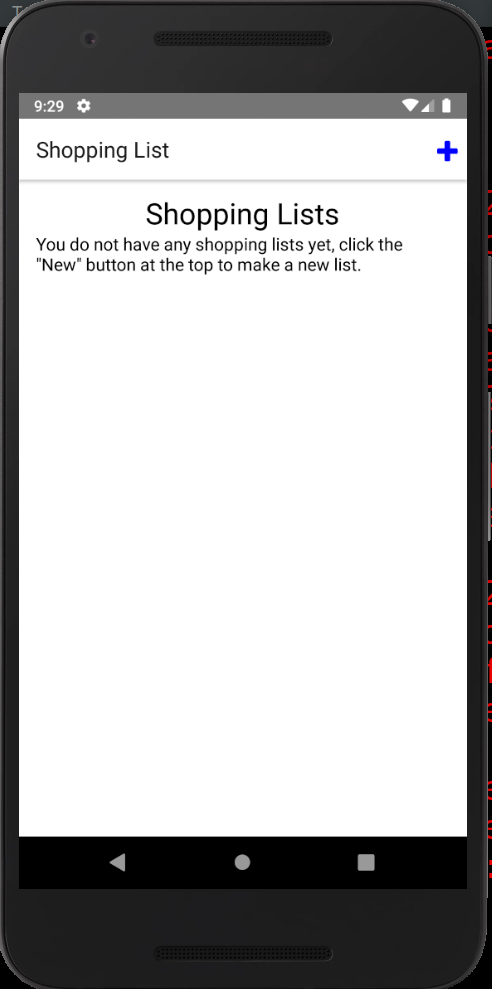 9:29
Shopping List
Shopping Lists
You do not have any shopping lists yet, click the
"New" button at the top to make a new list.